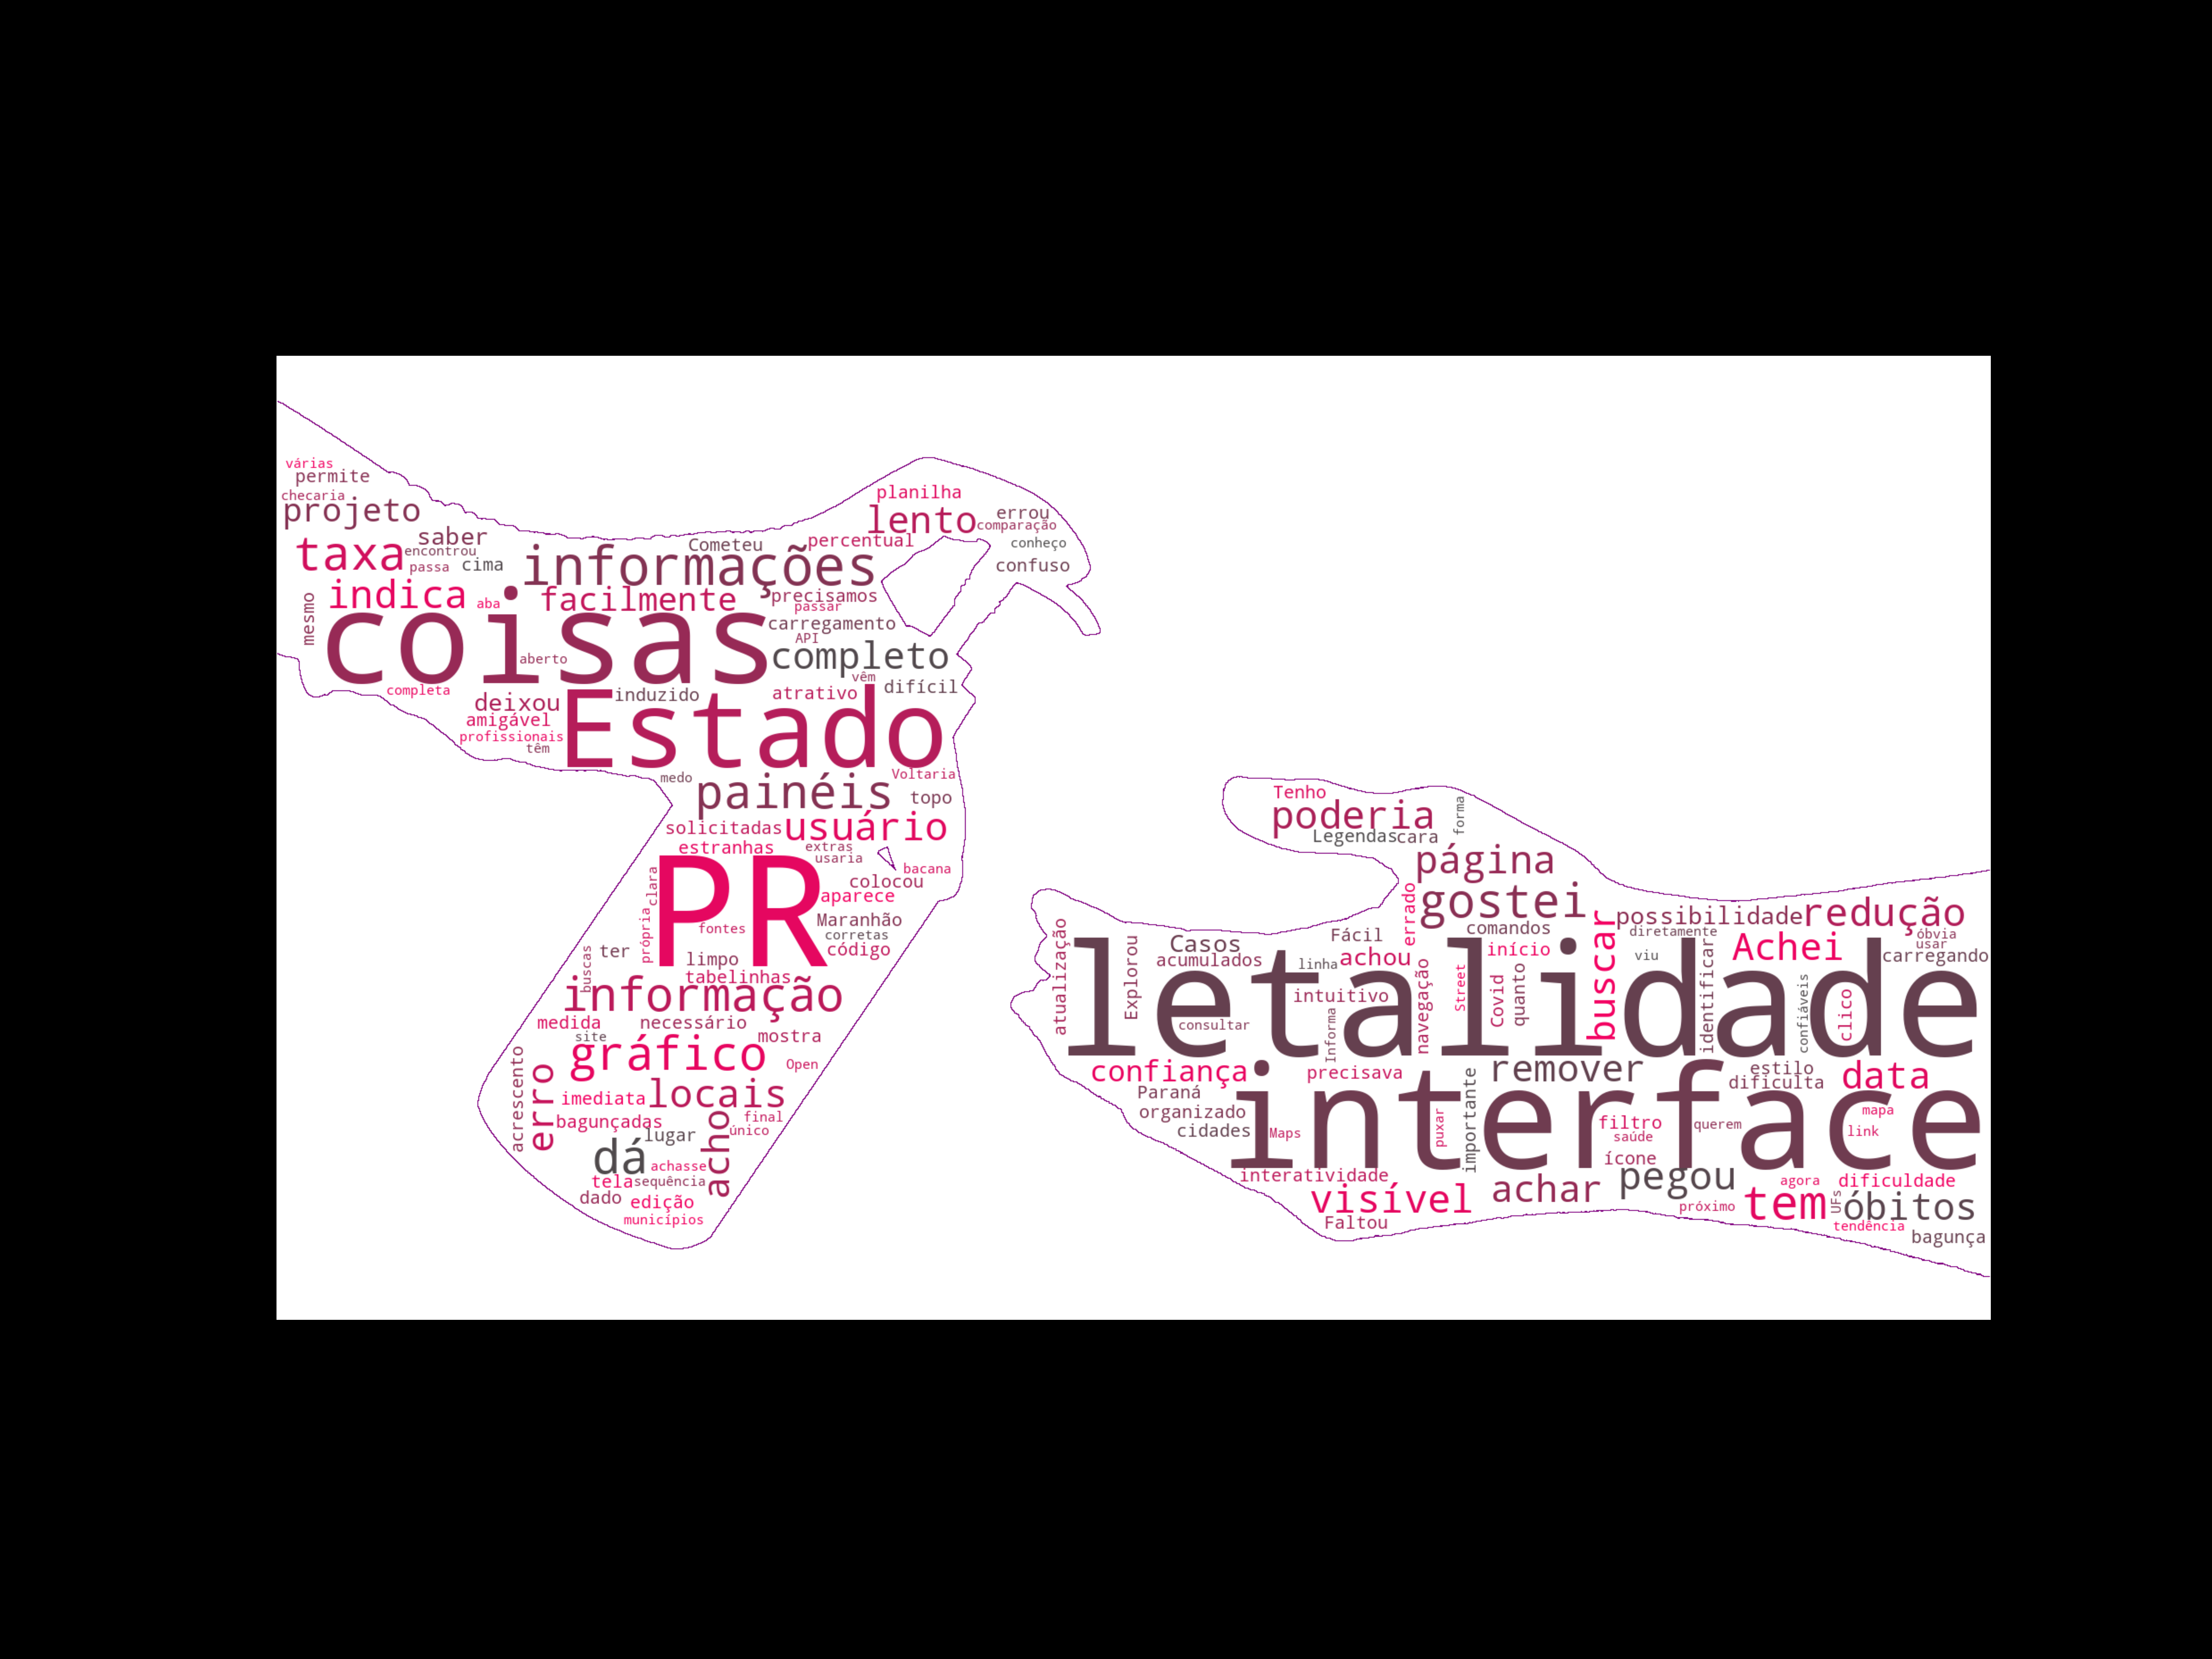 várias
permite
checaria
projeto
saber
taxa
encontrou
passa
cima
indica
aba
mesmo
informações
Cometeu
percentual
planilha
lento
errou
comparação
conheço
confuso
facilmente
precisamos
passar
carregamento
API
coisas
completo
aberto
vêm
difícil
completa
deixou
induzido
atrativo
amigável
profissionais
têm
Estado
medo
painéis
Voltaria
topo
solicitadas
usuário
estranhas
extras
usaria
bacana
colocou
clara
PR
aparece
Maranhão
corretas
código
própria
fontes
ter
limpo
buscas
tabelinhas
informação
medida
necessário
mostra
site
gráfico
Open
acrescento
erro
imediata
locais
bagunçadas
final
único
lugar
acho
dá
achasse
tela
sequência
dado
edição
municípios
Tenho
poderia
forma
Legendas
cara
página
errado
gostei
comandos
buscar
possibilidade
redução
diretamente
óbvia
usar
atualização
Explorou
Casos
acumulados
Fácil
linha
achou
início
viu
Achei
carregando
letalidade
consultar
intuitivo
Informa
navegação
Street
Covid
quanto
identificar
confiáveis
clico
confiança
precisava
remover
estilo
dificulta
data
Paraná
organizado
cidades
Maps
interface
puxar
importante
filtro
saúde
querem
mapa
link
ícone
interatividade
visível
achar
pegou
agora
dificuldade
próximo
tem
UFs
óbitos
Faltou
tendência
bagunça